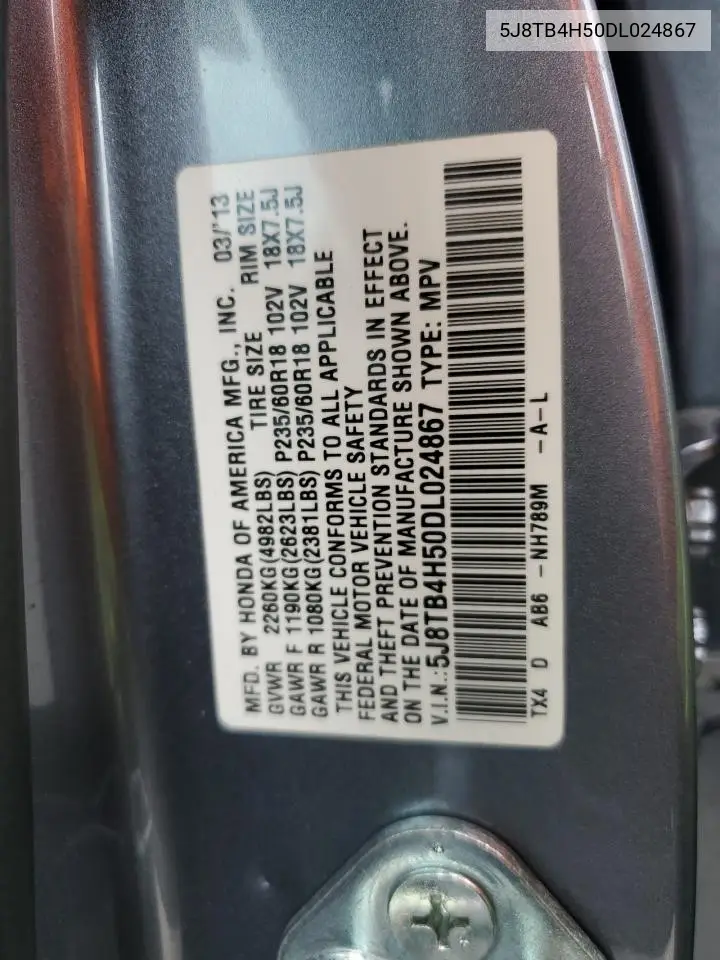 5J8TB4H50DL024867
MFD. BY HONDA OF AMERICA MFG., INC. 03/'13
GVWR 2260KG(4982LBS) TIRE SIZE RIM SIZE
GAWR F 1190KG(2623LBS) P235/60R18 102V 18X7.5J
GAWR R 1080KG(2381LBS) P235/60R18 102V 18X7.5J
THIS VEHICLE CONFORMS TO ALL APPLICABLE
FEDERAL MOTOR VEHICLE SAFETY
AND THEFT PREVENTION STANDARDS IN EFFECT
ON THE DATE OF MANUFACTURE SHOWN ABOVE.
V.I.N.:5J8TB4H50DL024867 TYPE: MPV
TX4 D AB6 -NH789M -A-L